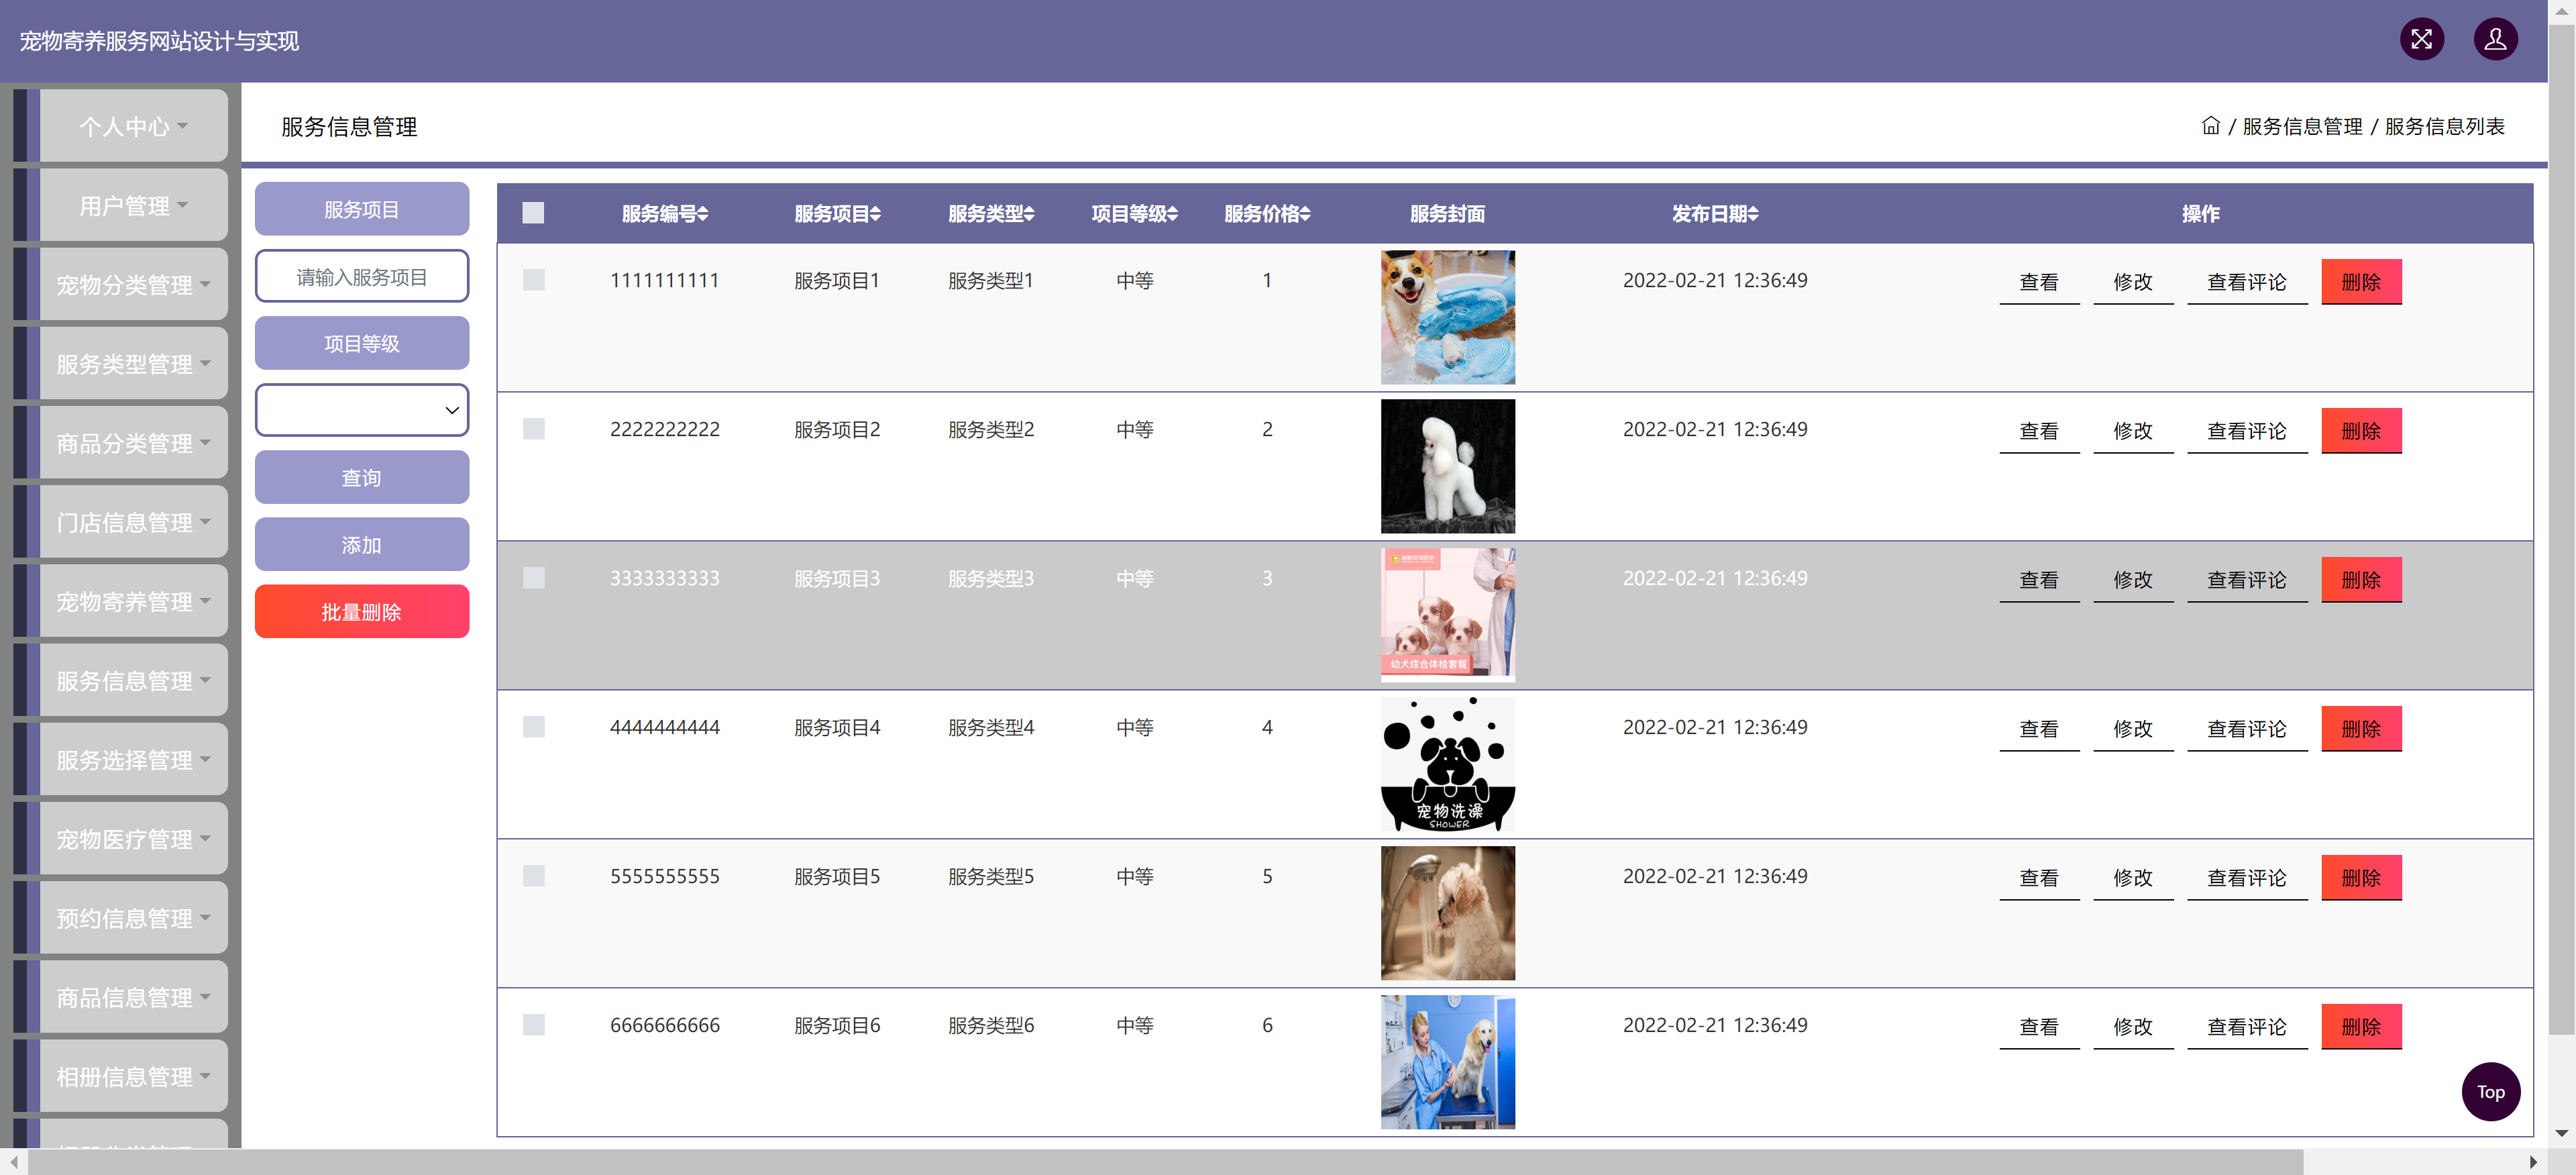 宠物寄养服务网站设计与实现
个人中心
用户管理
宠物分类管理
服务类型管理
商品分类管理
门店信息管理
宠物寄养管理
服务信息管理
服务选择管理
宠物医疗管理
预约信息管理
商品信息管理
相册信息管理
服务信息管理
/ 服务信息管理 / 服务信息列表
服务项目
请输入服务项目
项目等级
查询
添加
批量删除
服务编号 服务项目 服务类型 项目等级 服务价格 服务封面 发布日期 操作
1111111111 服务项目1 服务类型1 中等 1 2022-02-21 12:36:49 查看 修改 查看评论 删除
2222222222 服务项目2 服务类型2 中等 2 2022-02-21 12:36:49 查看 修改 查看评论 删除
3333333333 服务项目3 服务类型3 中等 3 2022-02-21 12:36:49 查看 修改 查看评论 删除
幼犬综合体检套餐
4444444444 服务项目4 服务类型4 中等 4 2022-02-21 12:36:49 查看 修改 查看评论 删除
宠物洗澡
SHOWER
5555555555 服务项目5 服务类型5 中等 5 2022-02-21 12:36:49 查看 修改 查看评论 删除
6666666666 服务项目6 服务类型6 中等 6 2022-02-21 12:36:49 查看 修改 查看评论 删除
Top